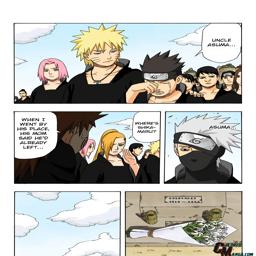 UNCLE
ASUMA...
WHEN I
WENT BY
HIS PLACE,
HIS MOM
SAID HE'D
ALREADY
LEFT...
WHERE'S
SHIKA-
MARU?
ASUMA...